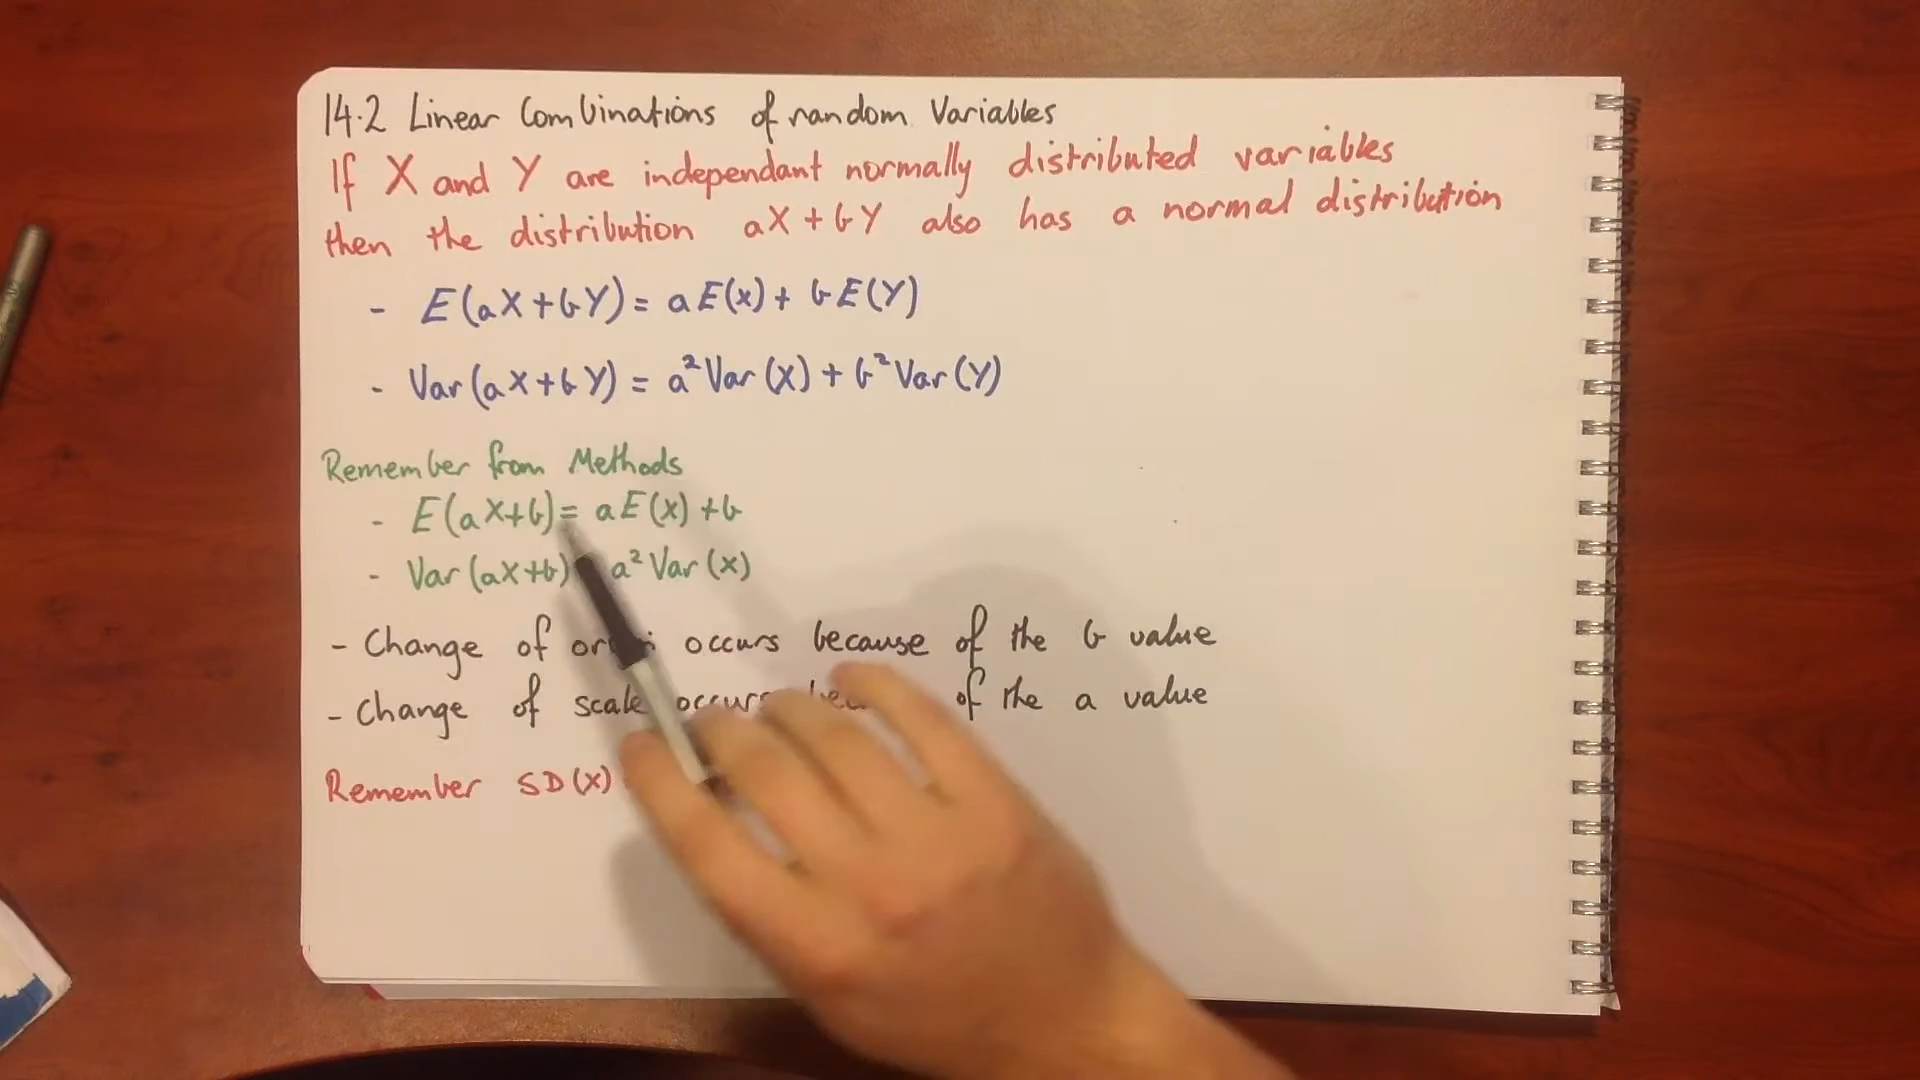 14.2 Linear Combinations of random Variables
If X and Y are independant normally distributed variables
then the distribution aX + bY also has a normal distribution
- E(aX+bY) = aE(x) + bE(Y)
- Var(aX+bY) = a²Var(X) + b²Var(Y)
Remember from Methods
- E(aX+b) = aE(x) + b
- Var(aX+b) a²Var(x)
- Change of occurs because of the b value
- Change of scale occurs of the a value
Remember SD(x)